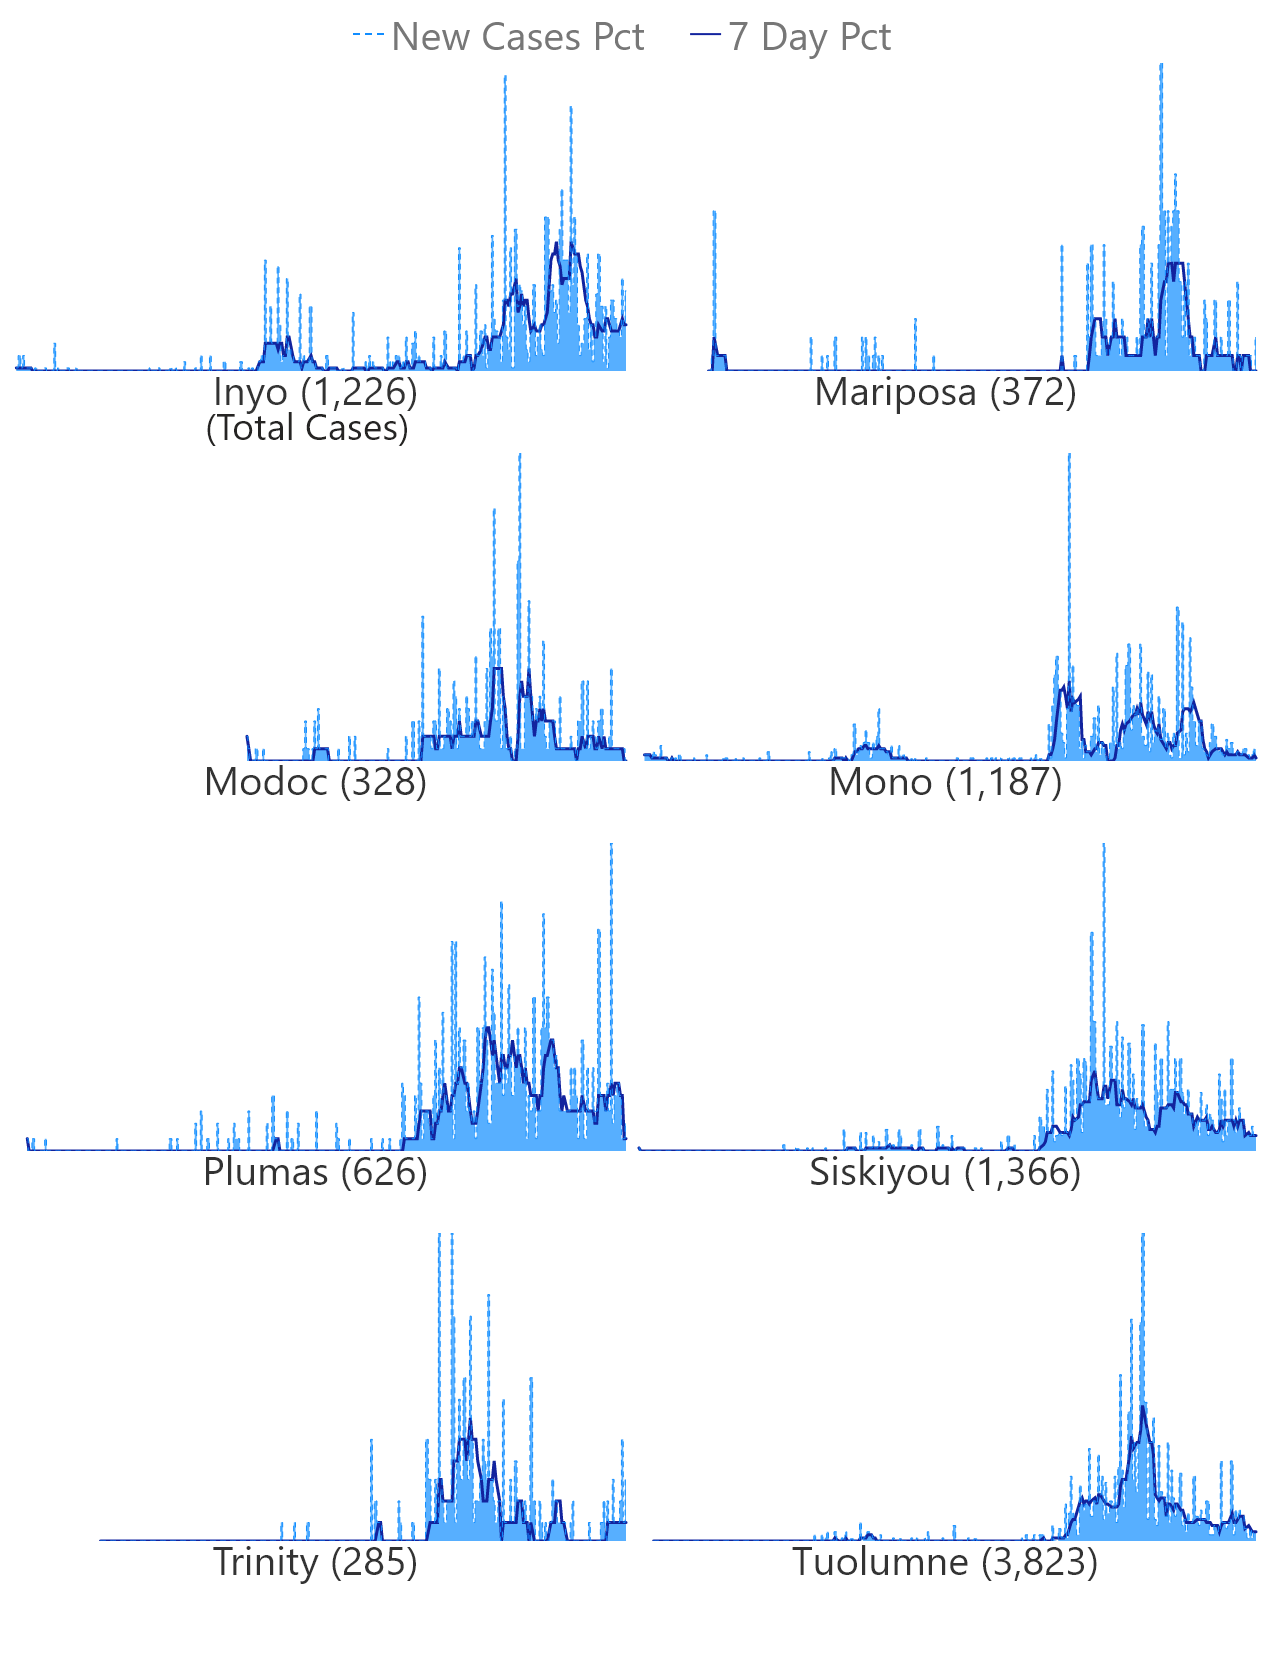 New Cases Pct 7 Day Pct
Inyo (1,226) Mariposa (372)
(Total Cases)
Modoc (328) Mono (1,187)
Plumas (626) Siskiyou (1,366)
Trinity (285) Tuolumne (3,823)